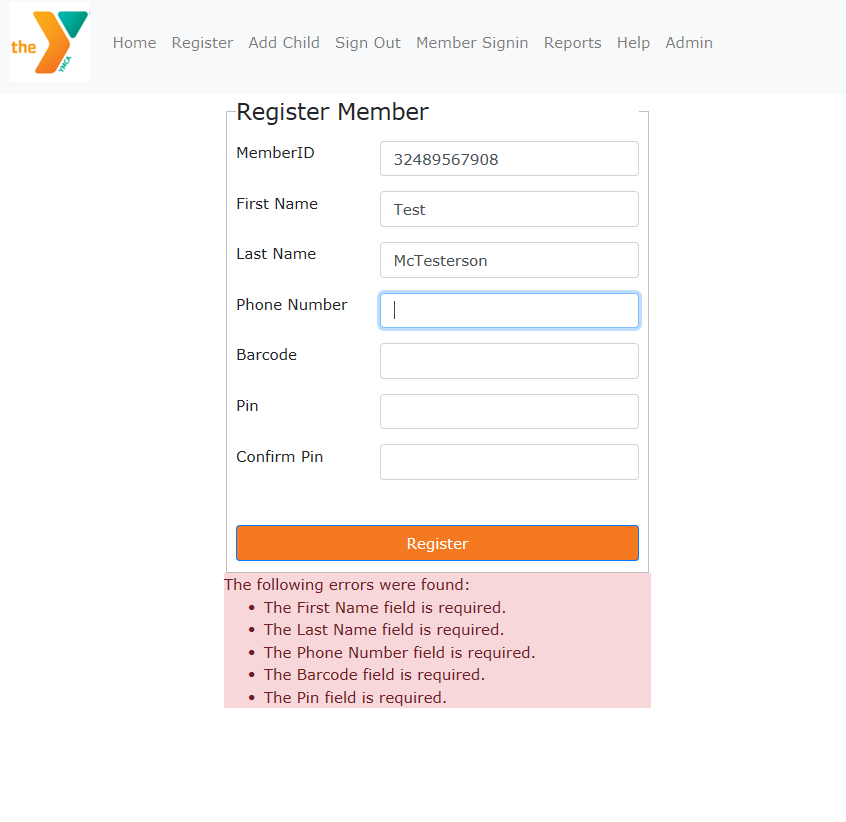 the
YMCA
Home Register Add Child Sign Out Member Signin Reports Help Admin
Register Member
MemberID 32489567908
First Name Test
Last Name McTesterson
Phone Number
Barcode
Pin
Confirm Pin
Register
The following errors were found:
• The First Name field is required.
• The Last Name field is required.
• The Phone Number field is required.
• The Barcode field is required.
• The Pin field is required.